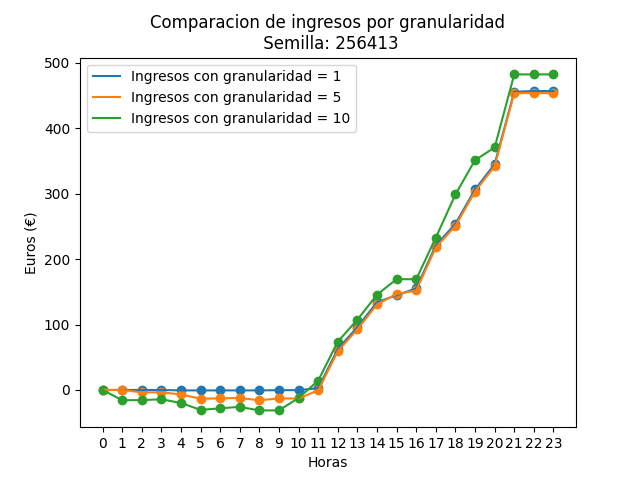 Comparacion de ingresos por granularidad
Semilla: 256413
Ingresos con granularidad = 1
Ingresos con granularidad = 5
Ingresos con granularidad = 10
Euros (€)
500
400
300
200
100
0
0 1 2 3 4 5 6 7 8 9 10 11 12 13 14 15 16 17 18 19 20 21 22 23
Horas